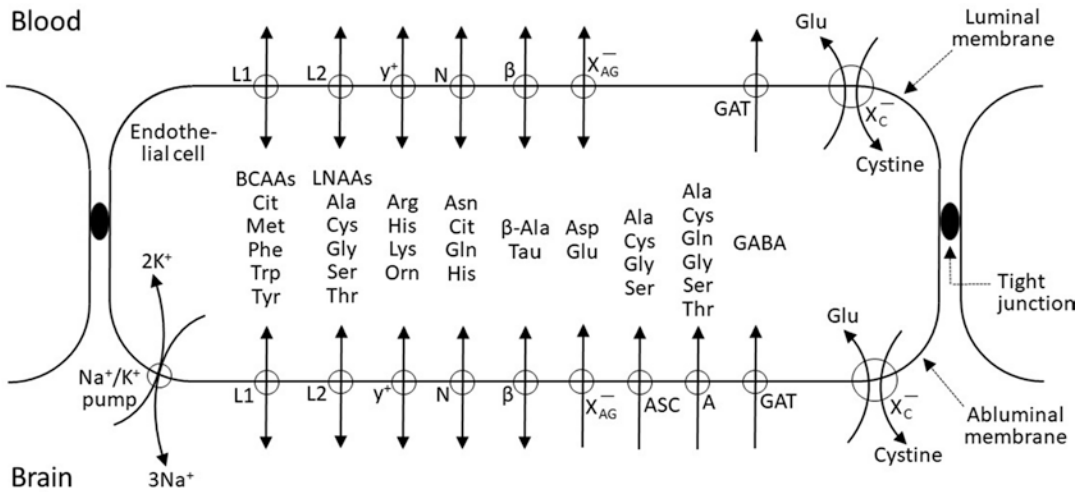 Blood
Glu
Luminal
membrane
L1
L2
y⁺
N
β
X⁻AG
GAT
X⁻C
Cystine
Endothe-
lial cell
BCAAs
Cit
Met
Phe
Trp
Tyr
LNAAs
Ala
Cys
Gly
Ser
Thr
Arg
His
Lys
Orn
Asn
Cit
Gln
His
β-Ala
Tau
Asp
Glu
Ala
Cys
Gly
Ser
Ala
Cys
Gln
Gly
Ser
Thr
GABA
Tight
junction
2K⁺
Na⁺/K⁺
pump
3Na⁺
L1
L2
y⁺
N
β
X⁻AG
ASC
A
GAT
Glu
X⁻C
Cystine
Abluminal
membrane
Brain